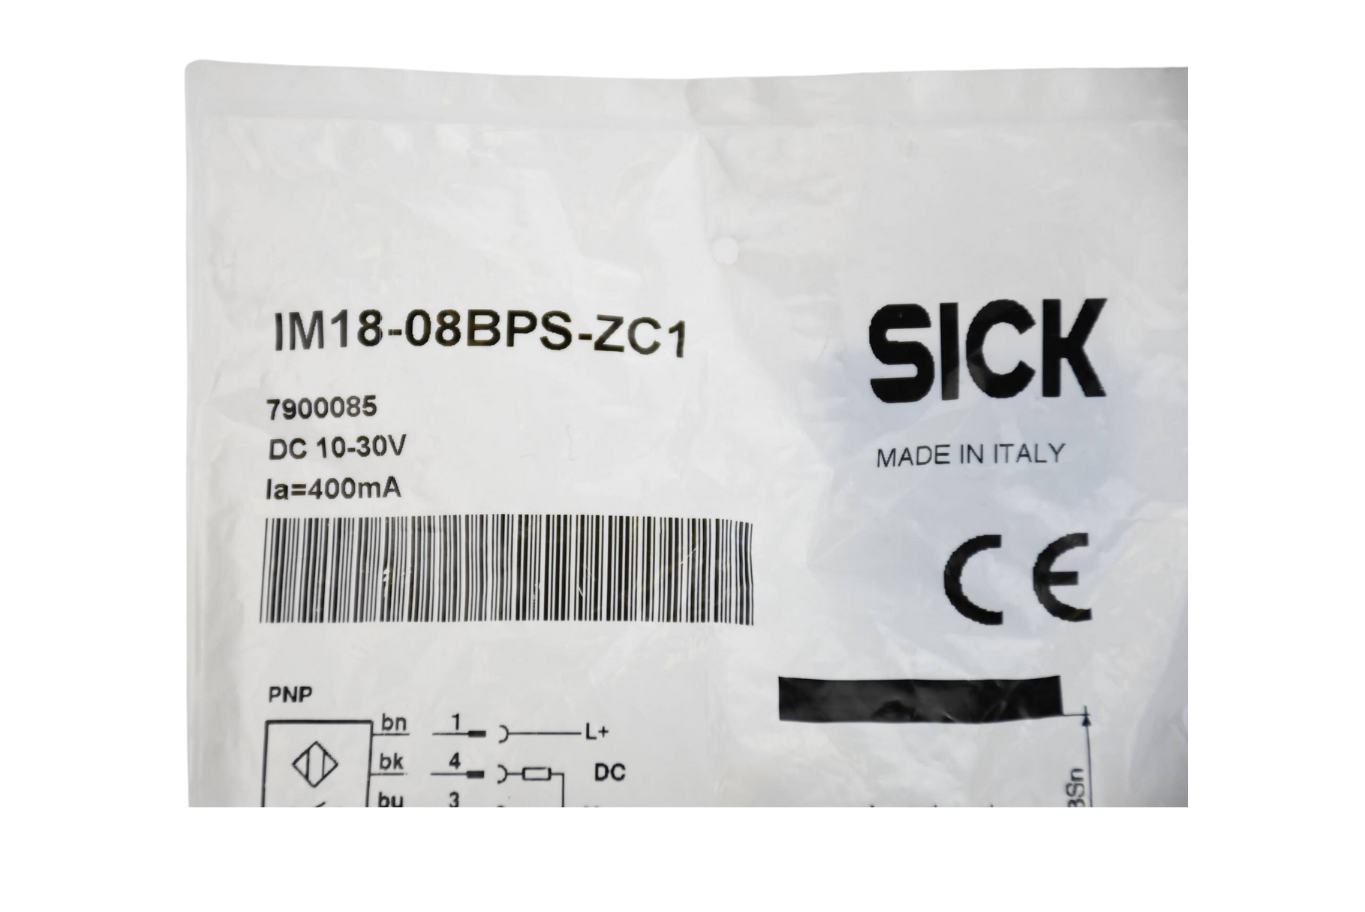 IM18-08BPS-ZC1
SICK
7900085
DC 10-30V
MADE IN ITALY
Ia=400mA
CE
PNP
bn 1 L+
bk 4 DC
bu 3
3Sn